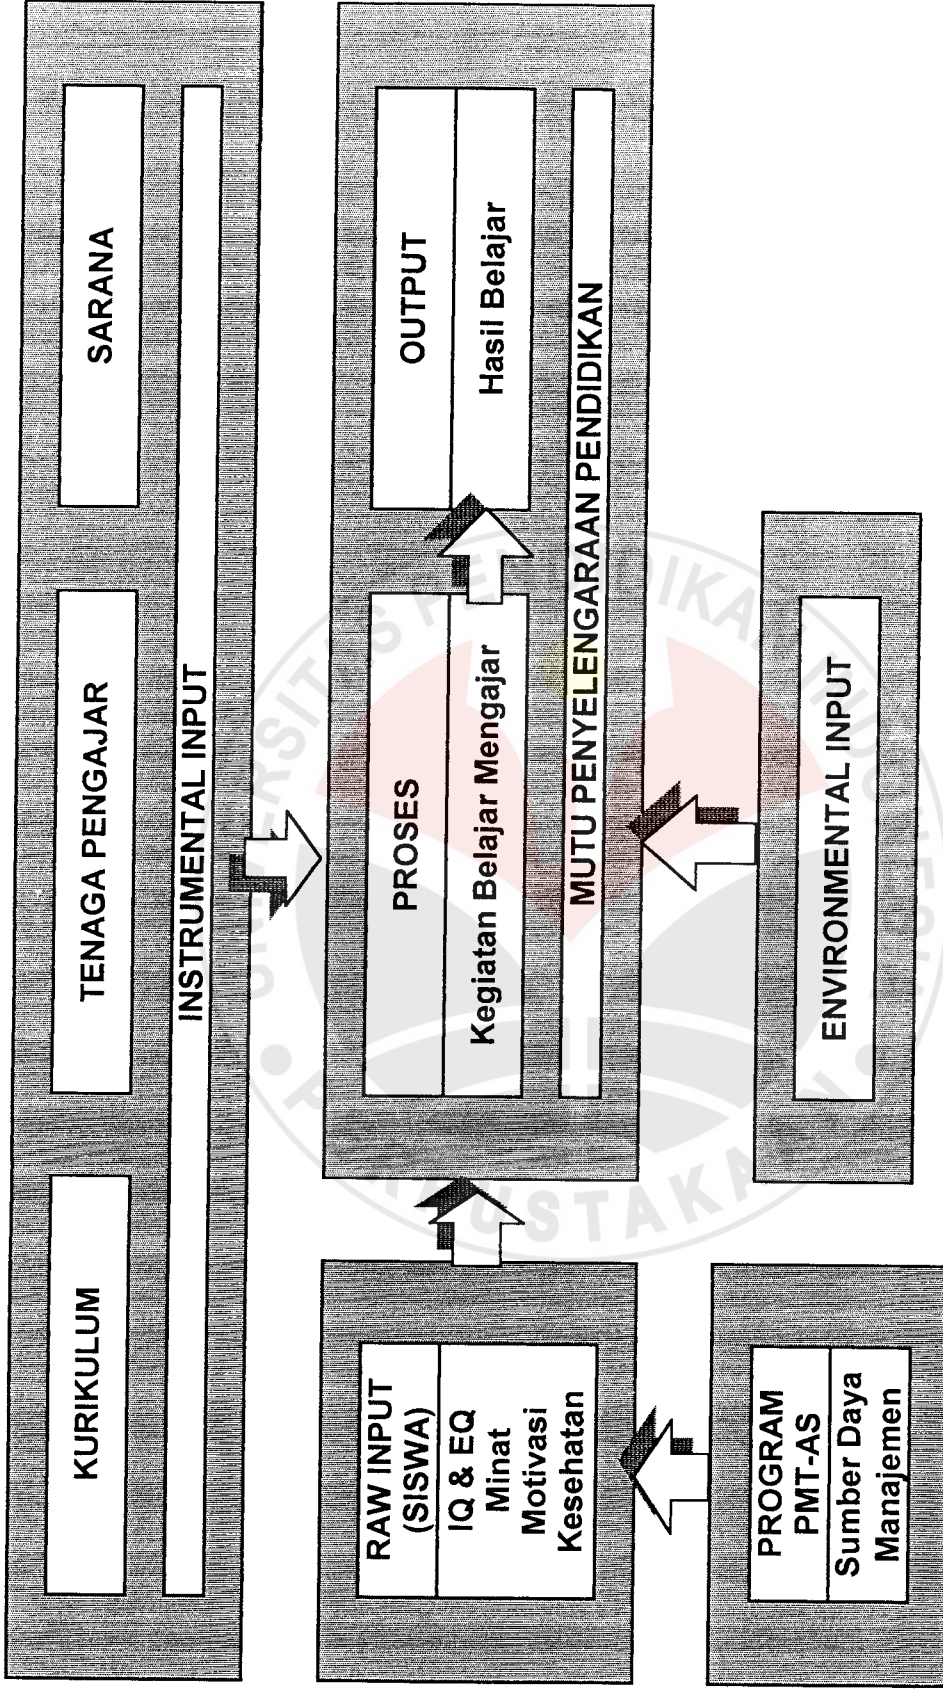 KURIKULUM
TENAGA PENGAJAR
SARANA
INSTRUMENTAL INPUT
RAW INPUT
(SISWA)
IQ & EQ
Minat
Motivasi
Kesehatan
PROSES
Kegiatan Belajar Mengajar
OUTPUT
Hasil Belajar
MUTU PENYELENGARAAN PENDIDIKAN
PROGRAM
PMT-AS
Sumber Daya
Manajemen
ENVIRONMENTAL INPUT